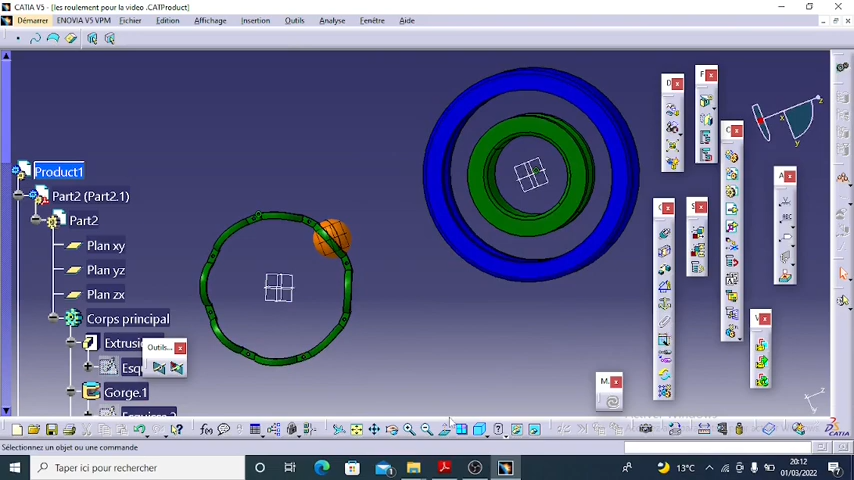 CATIA V5 - [les roulement pour la video .CATProduct]
Démarrer ENOVIA V5 VPM Fichier Edition Affichage Insertion Outils Analyse Fenêtre Aide
Product1
Part2 (Part2.1)
Part2
Plan xy
Plan yz
Plan zx
Corps principal
Extrusi
Outils...
Esq
Gorge.1
D
F
C
A
S
V
M...
z
x
y
Sélectionnez un objet ou une commande
Taper ici pour rechercher
13°C
20:12
01/03/2022